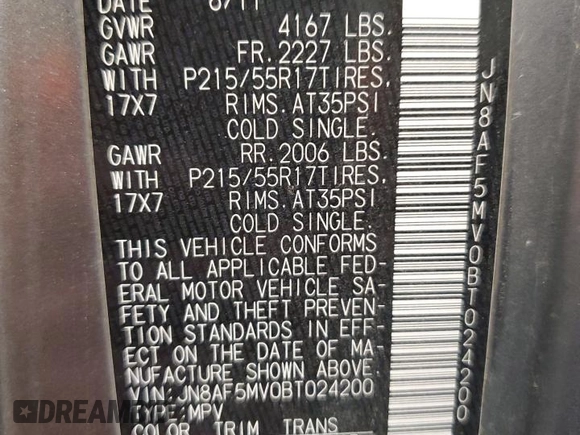 DATE 6/11
GVWR 4167 LBS.
GAWR FR. 2227 LBS.
WITH P215/55R17TIRES,
17X7 RIMS. AT35PSI
COLD SINGLE.
GAWR RR. 2006 LBS.
WITH P215/55R17TIRES,
17X7 RIMS. AT35PSI
COLD SINGLE.
THIS VEHICLE CONFORMS
TO ALL APPLICABLE FED-
ERAL MOTOR VEHICLE SA-
FETY AND THEFT PREVEN-
TION STANDARDS IN EFF-
ECT ON THE DATE OF MA-
NUFACTURE SHOWN ABOVE.
VIN:JN8AF5MV0BT024200
TYPE:MPV
COLOR TRIM TRANS
JN8AF5MV0BT024200
DREAM